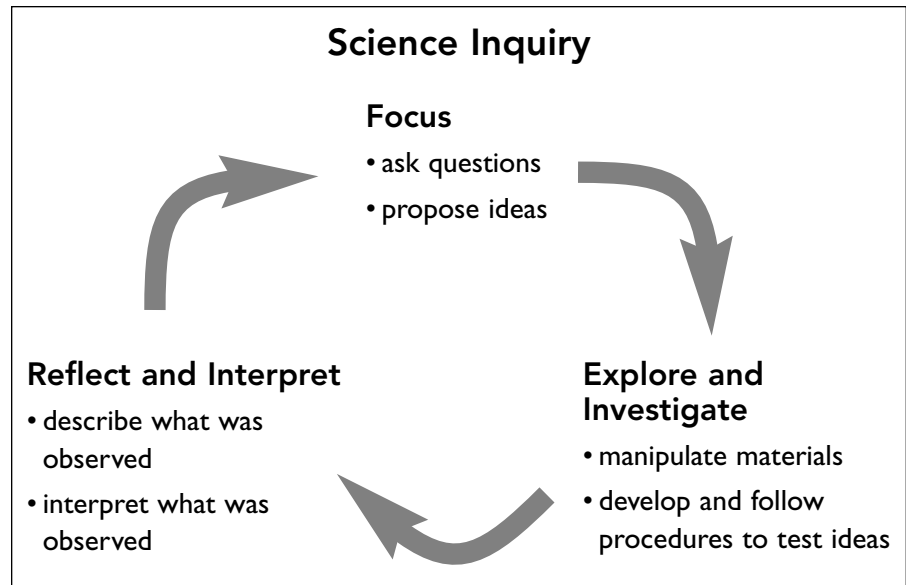 Science Inquiry
Focus
• ask questions
• propose ideas
Explore and
Investigate
• manipulate materials
• develop and follow
procedures to test ideas
Reflect and Interpret
• describe what was
observed
• interpret what was
observed